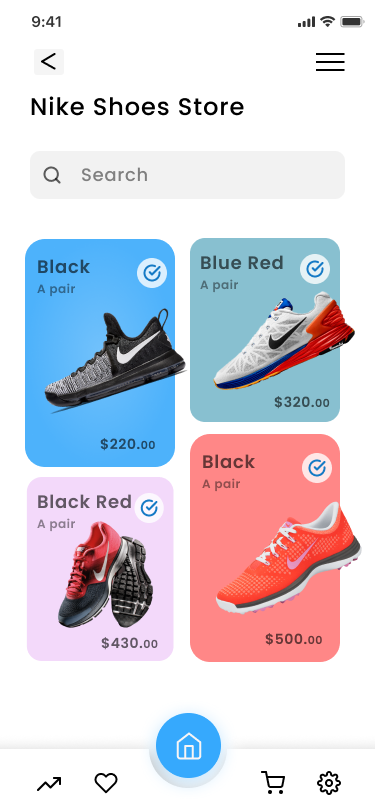 9:41
Nike Shoes Store
Search
Black
A pair
$220.00
Blue Red
A pair
$320.00
Black Red
A pair
$430.00
Black
A pair
$500.00